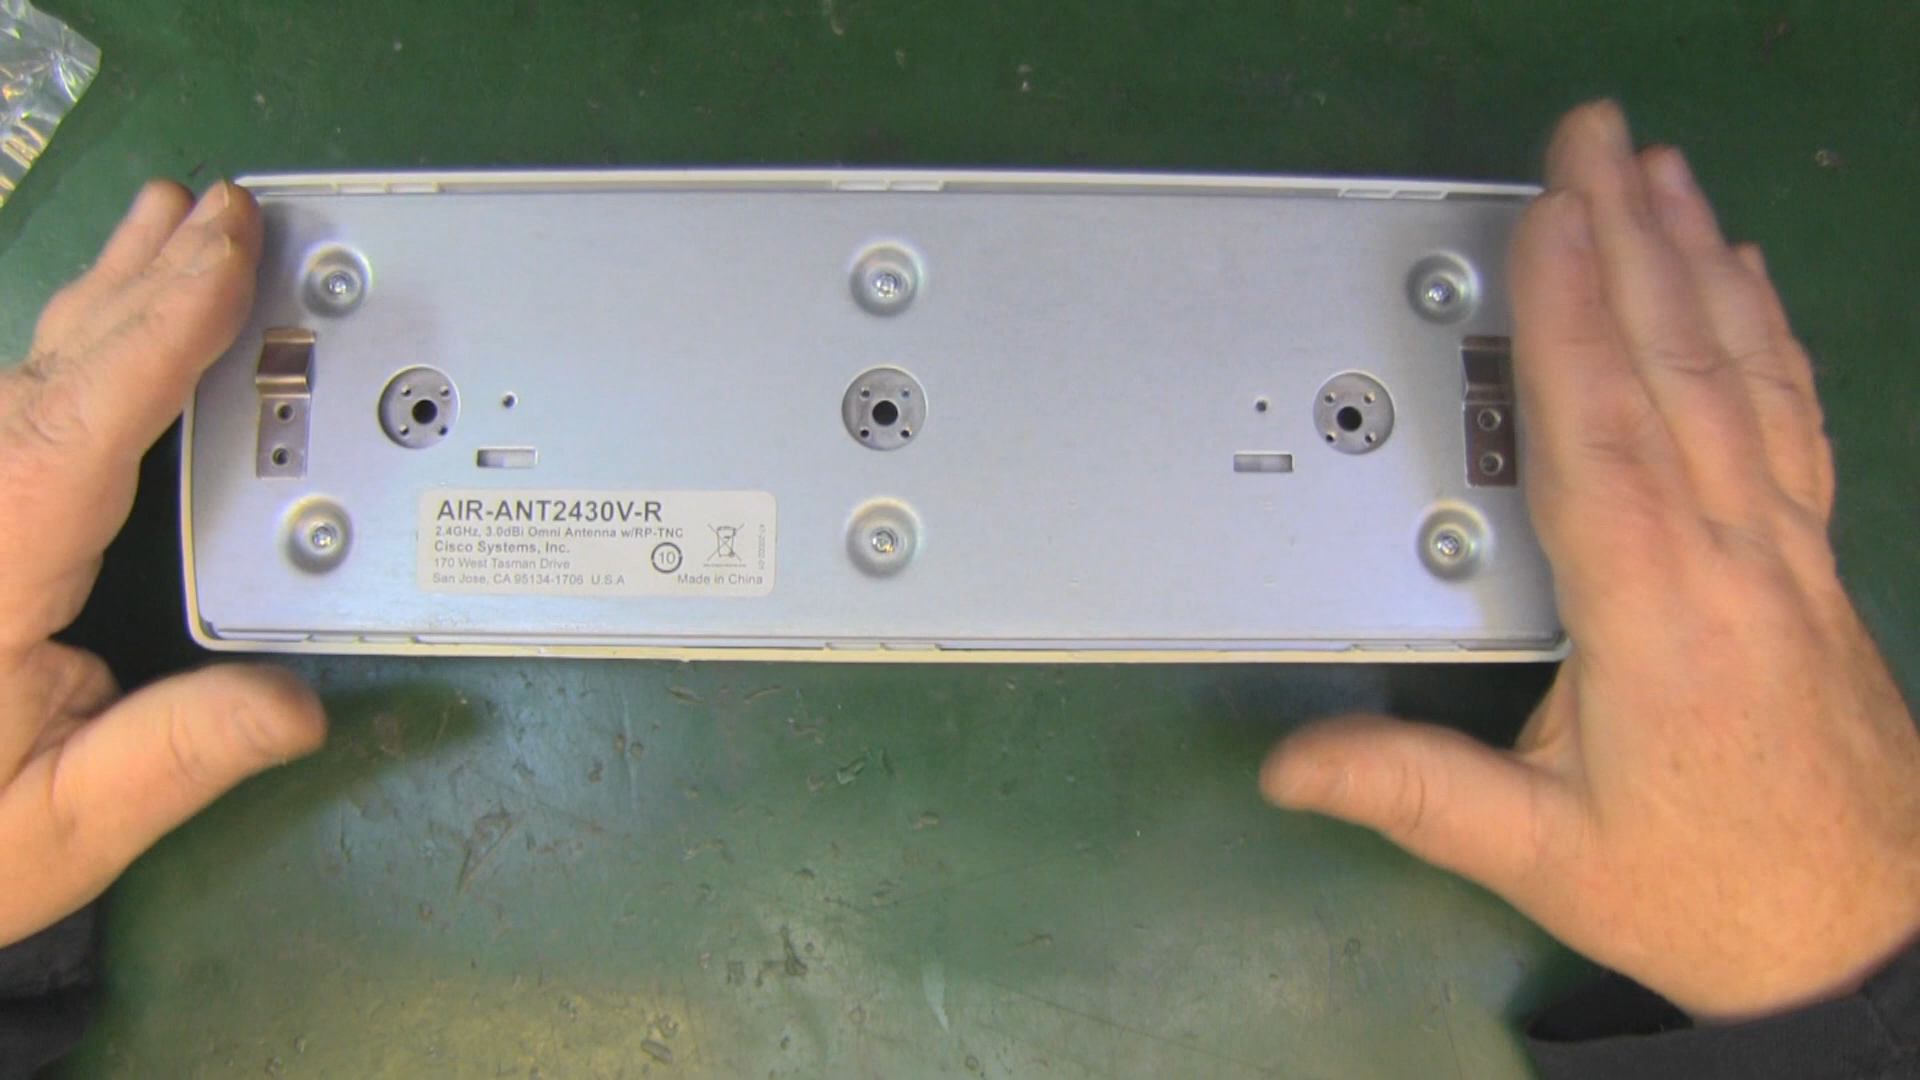 AIR-ANT2430V-R
2.4GHz, 3.0dBi Omni Antenna w/RP-TNC
Cisco Systems, Inc.
10
170 West Tasman Drive
San Jose, CA 95134-1706 U.S.A
Made in China